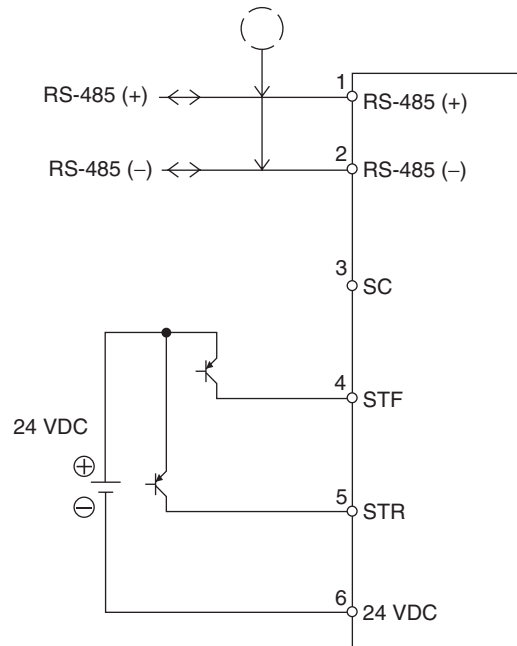 1
RS-485 (+) RS-485 (+)
2
RS-485 (−) RS-485 (−)
3
SC
4
STF
24 VDC
+
5
−
STR
6
24 VDC